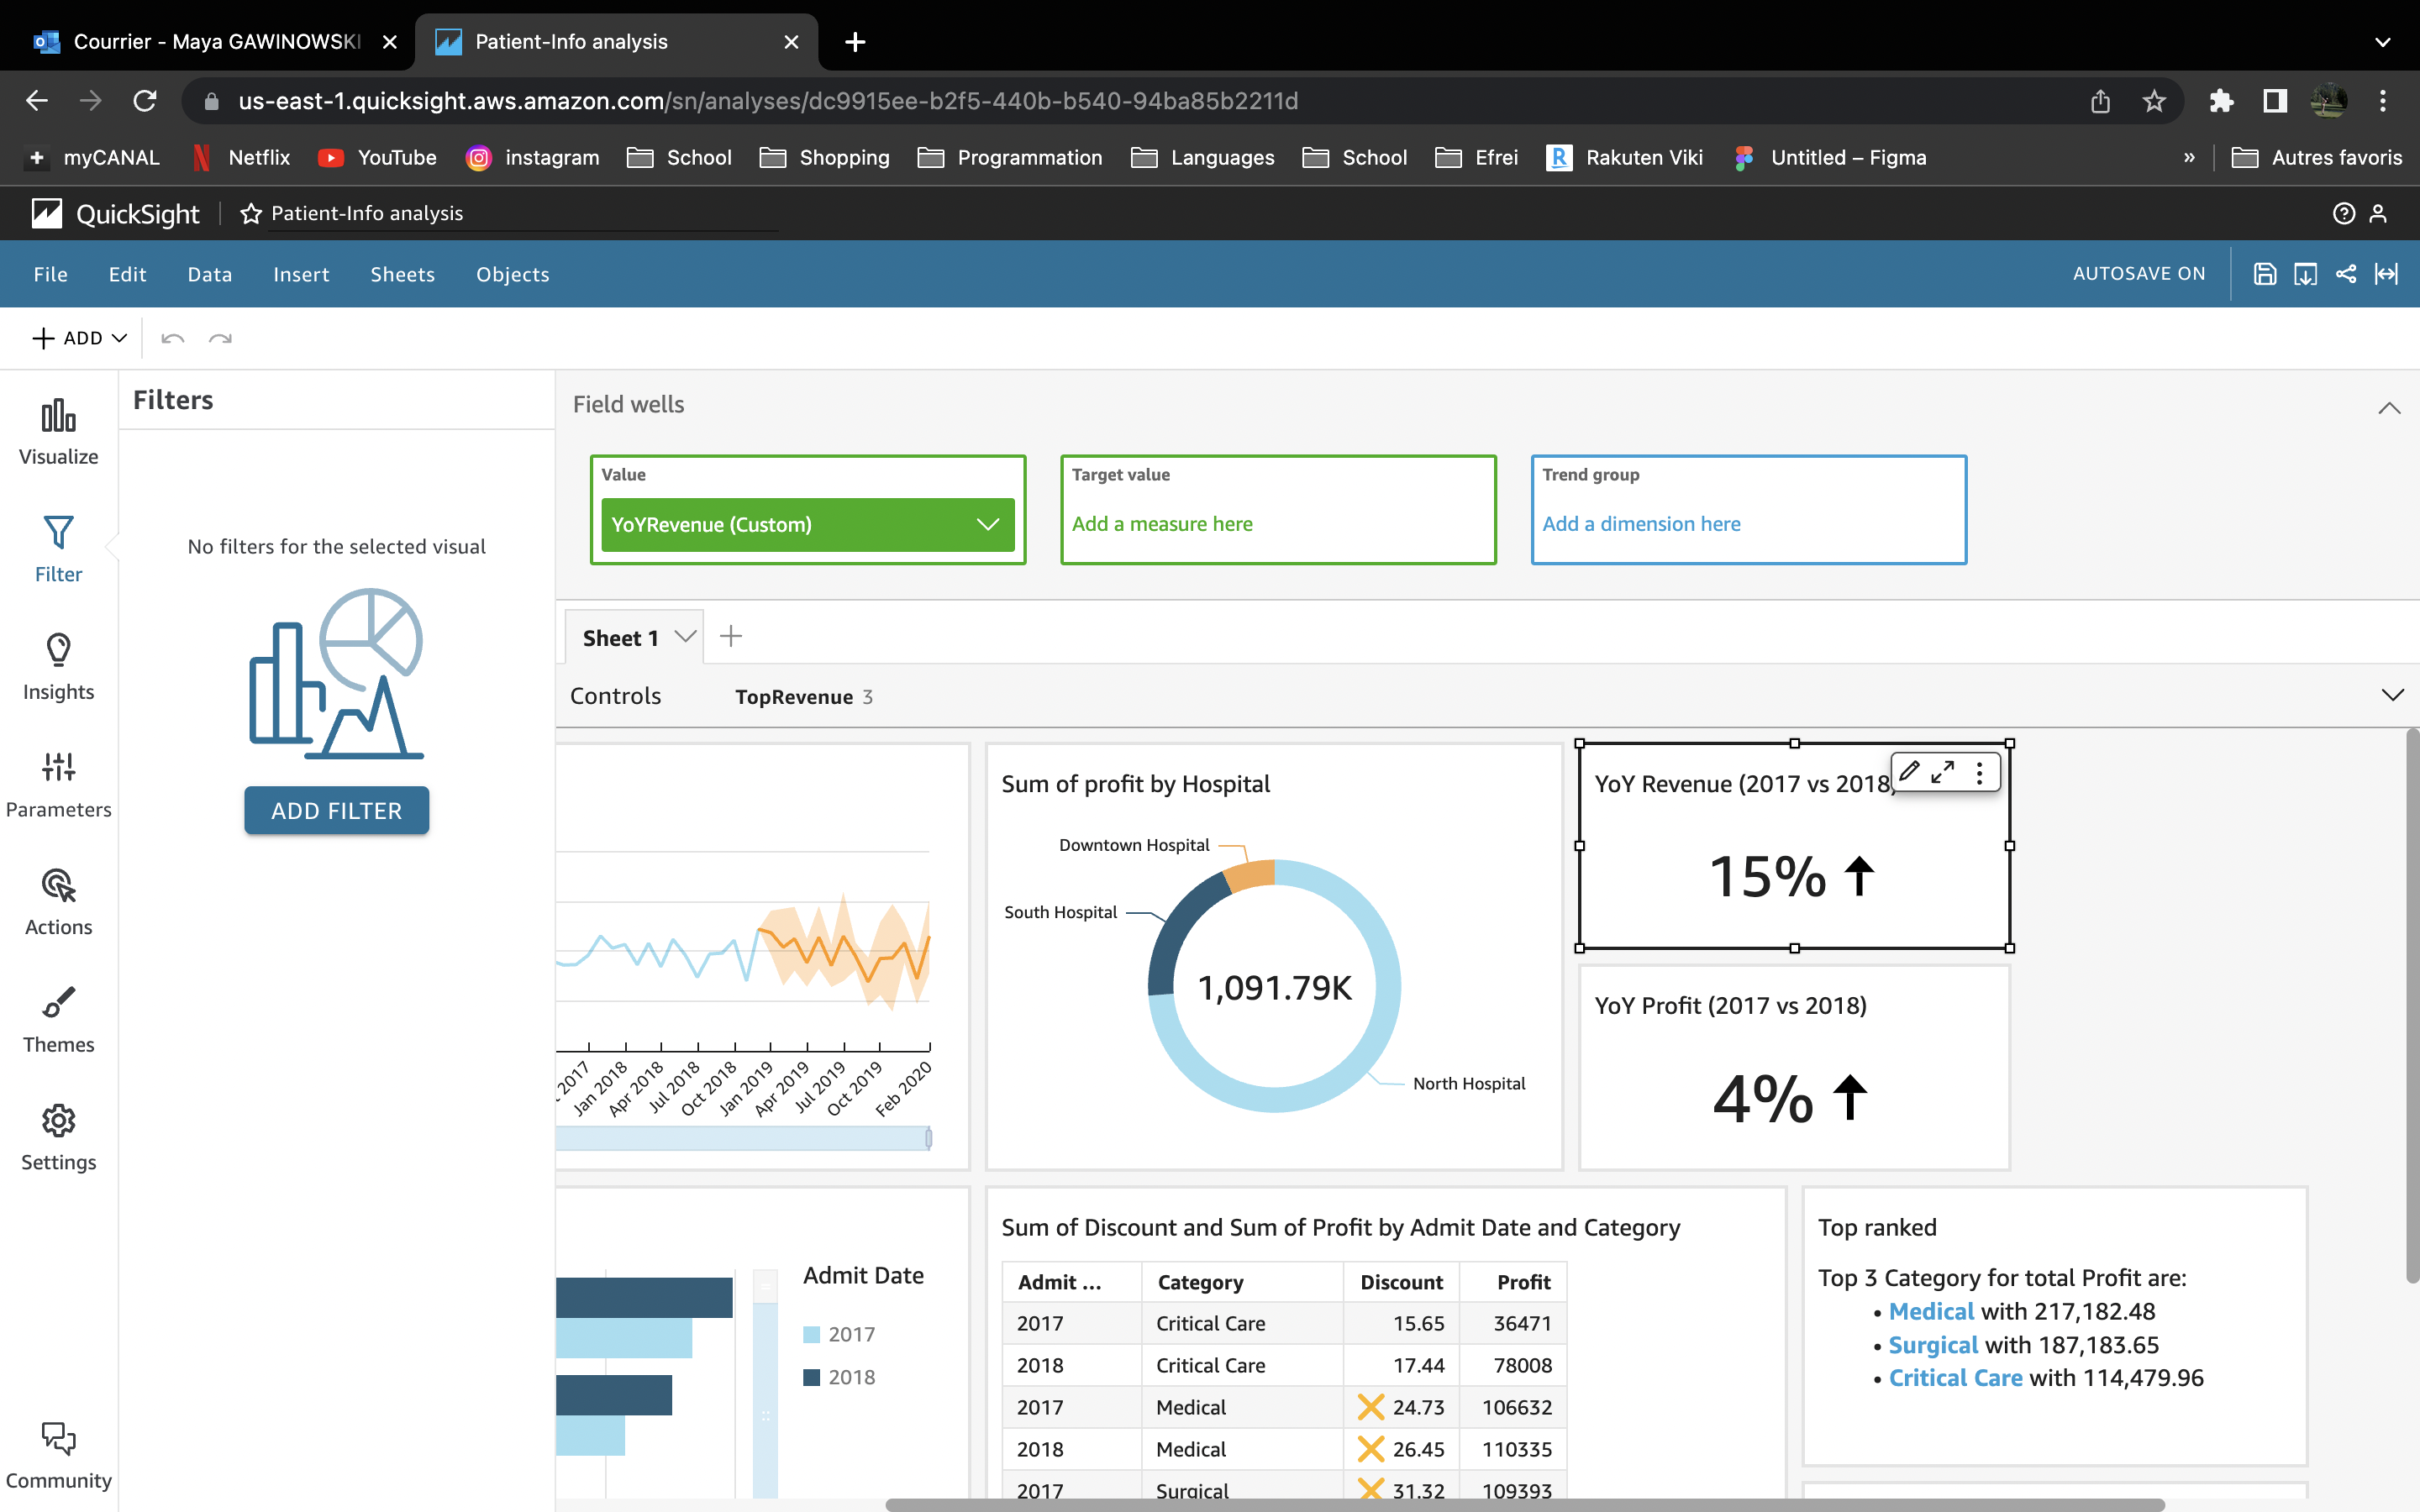 Courrier - Maya GAWINOWSKI
Patient-Info analysis
us-east-1.quicksight.aws.amazon.com/sn/analyses/dc9915ee-b2f5-440b-b540-94ba85b2211d
myCANAL
Netflix
YouTube
instagram
School
Shopping
Programmation
Languages
School
Efrei
Rakuten Viki
Untitled – Figma
»
Autres favoris
QuickSight
Patient-Info analysis
File
Edit
Data
Insert
Sheets
Objects
AUTOSAVE ON
ADD
Visualize
Filter
Insights
Parameters
Actions
Themes
Settings
Community
Filters
No filters for the selected visual
ADD FILTER
Field wells
Value
YoYRevenue (Custom)
Target value
Add a measure here
Trend group
Add a dimension here
Sheet 1
Controls
TopRevenue 3
2017
Jan 2018
Apr 2018
Jul 2018
Oct 2018
Jan 2019
Apr 2019
Jul 2019
Oct 2019
Feb 2020
Sum of profit by Hospital
Downtown Hospital
South Hospital
1,091.79K
North Hospital
YoY Revenue (2017 vs 2018)
15%
YoY Profit (2017 vs 2018)
4%
Admit Date
2017
2018
Sum of Discount and Sum of Profit by Admit Date and Category
Admit ... Category Discount Profit
2017 Critical Care 15.65 36471
2018 Critical Care 17.44 78008
2017 Medical 24.73 106632
2018 Medical 26.45 110335
2017 Surgical 31.32 109393
Top ranked
Top 3 Category for total Profit are:
• Medical with 217,182.48
• Surgical with 187,183.65
• Critical Care with 114,479.96